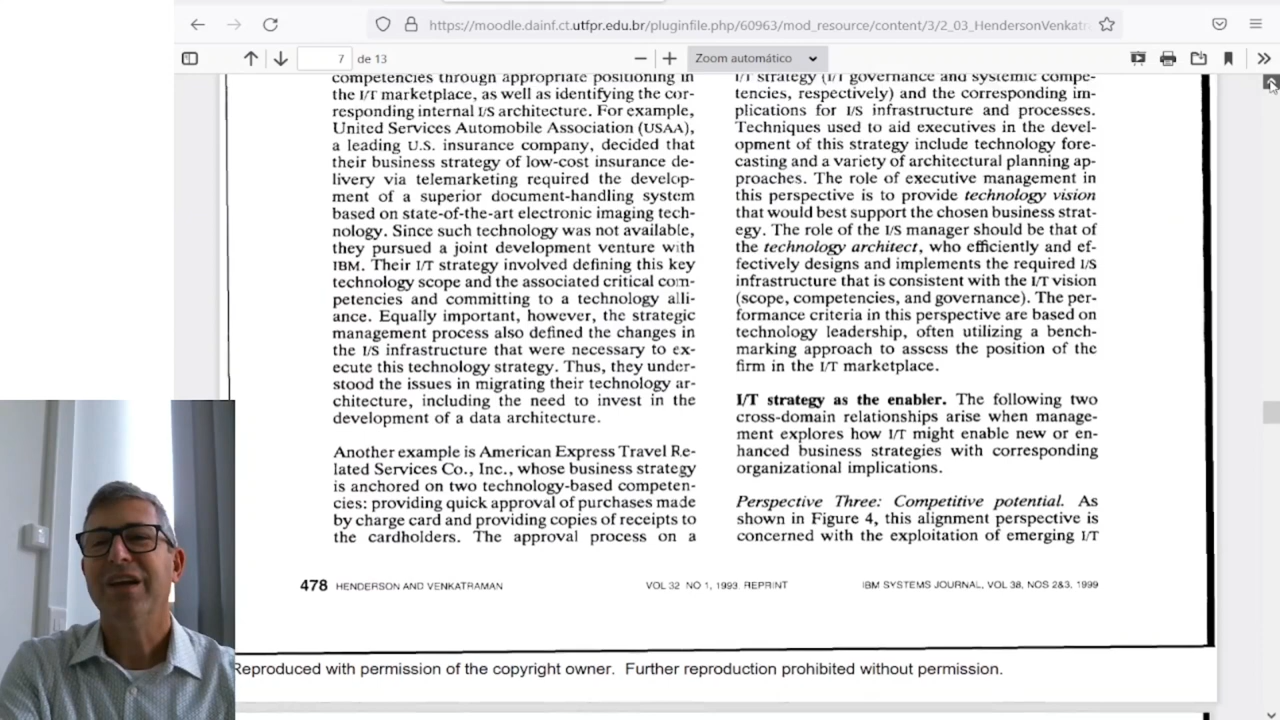 https://moodle.dainf.ct.utfpr.edu.br/pluginfile.php/60963/mod_resource/content/3/2_03_HendersonVenkatr
7 de 13
Zoom automático
competencies through appropriate positioning in
the I/T marketplace, as well as identifying the cor-
responding internal I/S architecture. For example,
United Services Automobile Association (USAA),
a leading U.S. insurance company, decided that
their business strategy of low-cost insurance de-
livery via telemarketing required the develop-
ment of a superior document-handling system
based on state-of-the-art electronic imaging tech-
nology. Since such technology was not available,
they pursued a joint development venture with
IBM. Their I/T strategy involved defining this key
technology scope and the associated critical com-
petencies and committing to a technology alli-
ance. Equally important, however, the strategic
management process also defined the changes in
the I/S infrastructure that were necessary to ex-
ecute this technology strategy. Thus, they under-
stood the issues in migrating their technology ar-
chitecture, including the need to invest in the
development of a data architecture.
Another example is American Express Travel Re-
lated Services Co., Inc., whose business strategy
is anchored on two technology-based competen-
cies: providing quick approval of purchases made
by charge card and providing copies of receipts to
the cardholders. The approval process on a
I/T strategy (I/T governance and systemic compe-
tencies, respectively) and the corresponding im-
plications for I/S infrastructure and processes.
Techniques used to aid executives in the devel-
opment of this strategy include technology fore-
casting and a variety of architectural planning ap-
proaches. The role of executive management in
this perspective is to provide technology vision
that would best support the chosen business strat-
egy. The role of the I/S manager should be that of
the technology architect, who efficiently and ef-
fectively designs and implements the required I/S
infrastructure that is consistent with the I/T vision
(scope, competencies, and governance). The per-
formance criteria in this perspective are based on
technology leadership, often utilizing a bench-
marking approach to assess the position of the
firm in the I/T marketplace.
I/T strategy as the enabler. The following two
cross-domain relationships arise when manage-
ment explores how I/T might enable new or en-
hanced business strategies with corresponding
organizational implications.
Perspective Three: Competitive potential. As
shown in Figure 4, this alignment perspective is
concerned with the exploitation of emerging I/T
478 HENDERSON AND VENKATRAMAN
VOL 32 NO 1, 1993 REPRINT
IBM SYSTEMS JOURNAL, VOL 38, NOS 2&3, 1999
Reproduced with permission of the copyright owner. Further reproduction prohibited without permission.